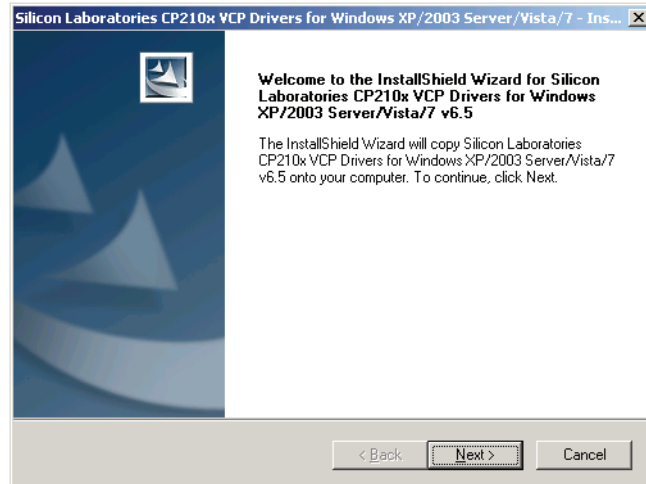 Silicon Laboratories CP210x VCP Drivers for Windows XP/2003 Server/Vista/7 - Ins...
Welcome to the InstallShield Wizard for Silicon
Laboratories CP210x VCP Drivers for Windows
XP/2003 Server/Vista/7 v6.5
The InstallShield Wizard will copy Silicon Laboratories
CP210x VCP Drivers for Windows XP/2003 Server/Vista/7
v6.5 onto your computer. To continue, click Next.
< Back
Next >
Cancel